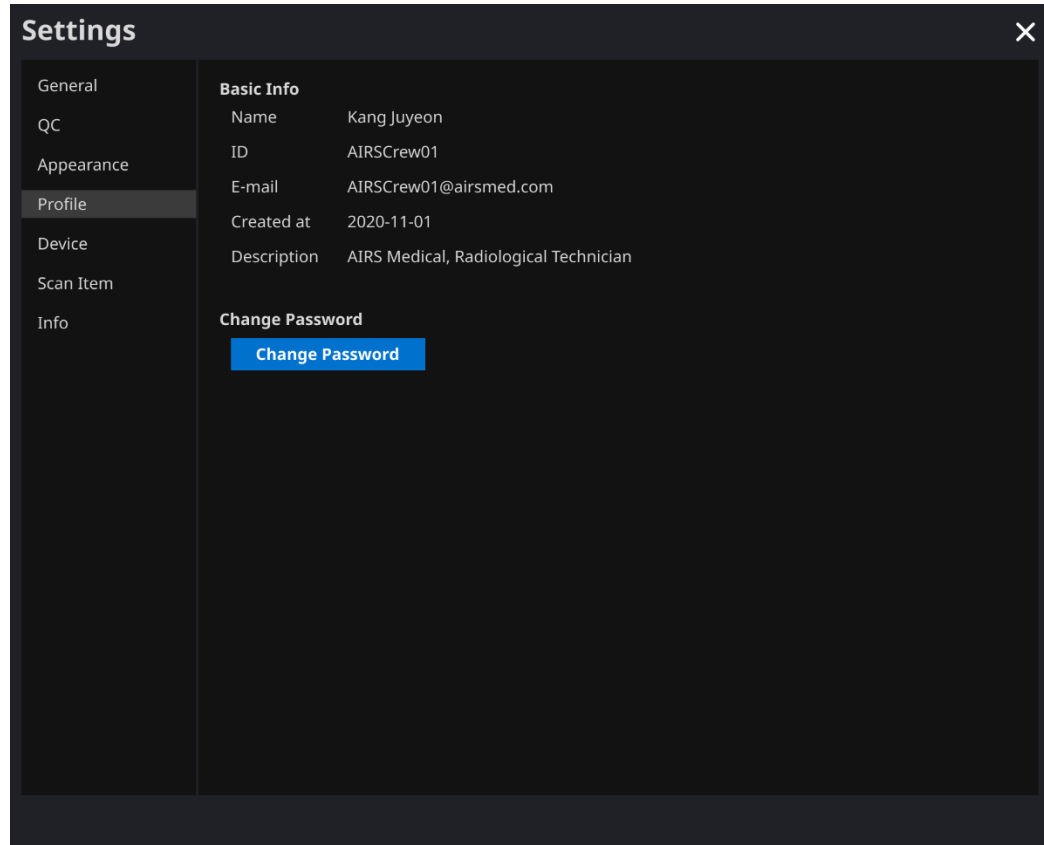 Settings
General
QC
Appearance
Profile
Device
Scan Item
Info
Basic Info
Name Kang Juyeon
ID AIRSCrew01
E-mail AIRSCrew01@airsmed.com
Created at 2020-11-01
Description AIRS Medical, Radiological Technician
Change Password
Change Password